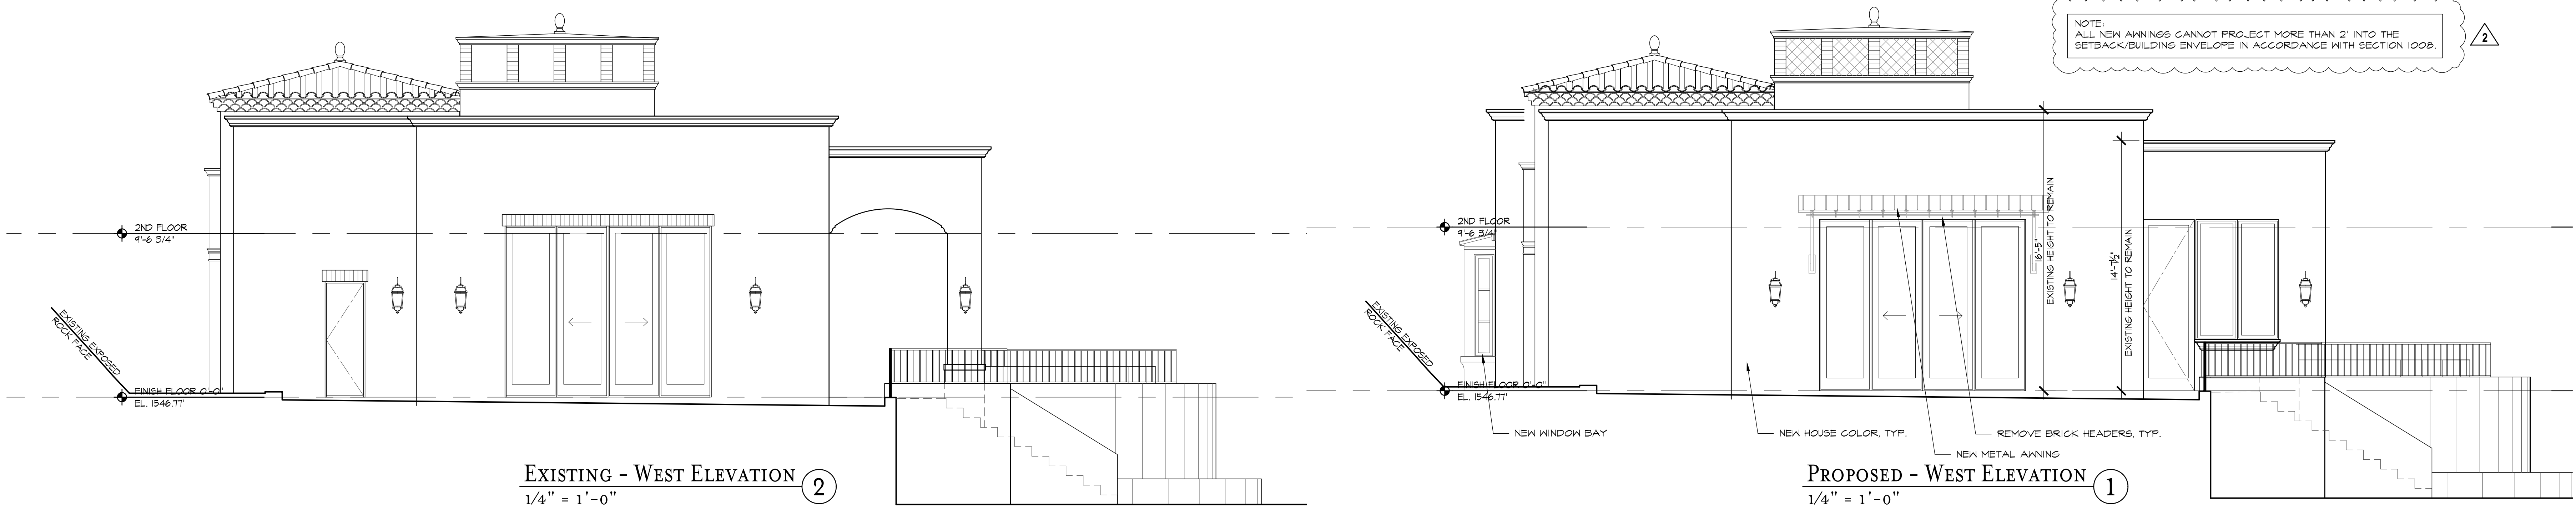 2ND FLOOR
9'-6 3/4"
EXISTING EXPOSED
ROCK FACE
FINISH FLOOR 0'-0"
EL. 1546.77'
EXISTING - WEST ELEVATION
2
1/4" = 1'-0"
NOTE:
ALL NEW AWNINGS CANNOT PROJECT MORE THAN 2' INTO THE
SETBACK/BUILDING ENVELOPE IN ACCORDANCE WITH SECTION 1008.
2
2ND FLOOR
9'-6 3/4"
EXISTING EXPOSED
ROCK FACE
FINISH FLOOR 0'-0"
EL. 1546.77'
16'-5"
EXISTING HEIGHT TO REMAIN
14'-7½"
EXISTING HEIGHT TO REMAIN
NEW WINDOW BAY
NEW HOUSE COLOR, TYP.
REMOVE BRICK HEADERS, TYP.
NEW METAL AWNING
PROPOSED - WEST ELEVATION
1
1/4" = 1'-0"